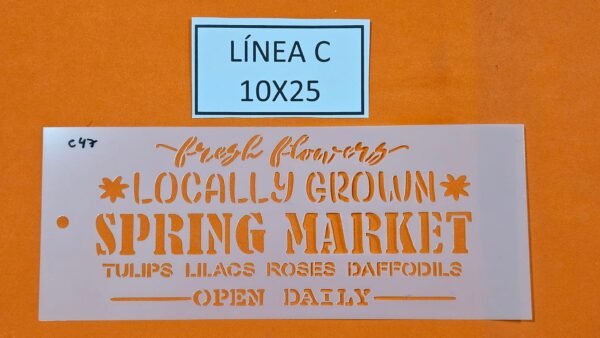 LÍNEA C
10X25
C47
fresh flowers
LOCALLY GROWN
SPRING MARKET
TULIPS LILACS ROSES DAFFODILS
OPEN DAILY